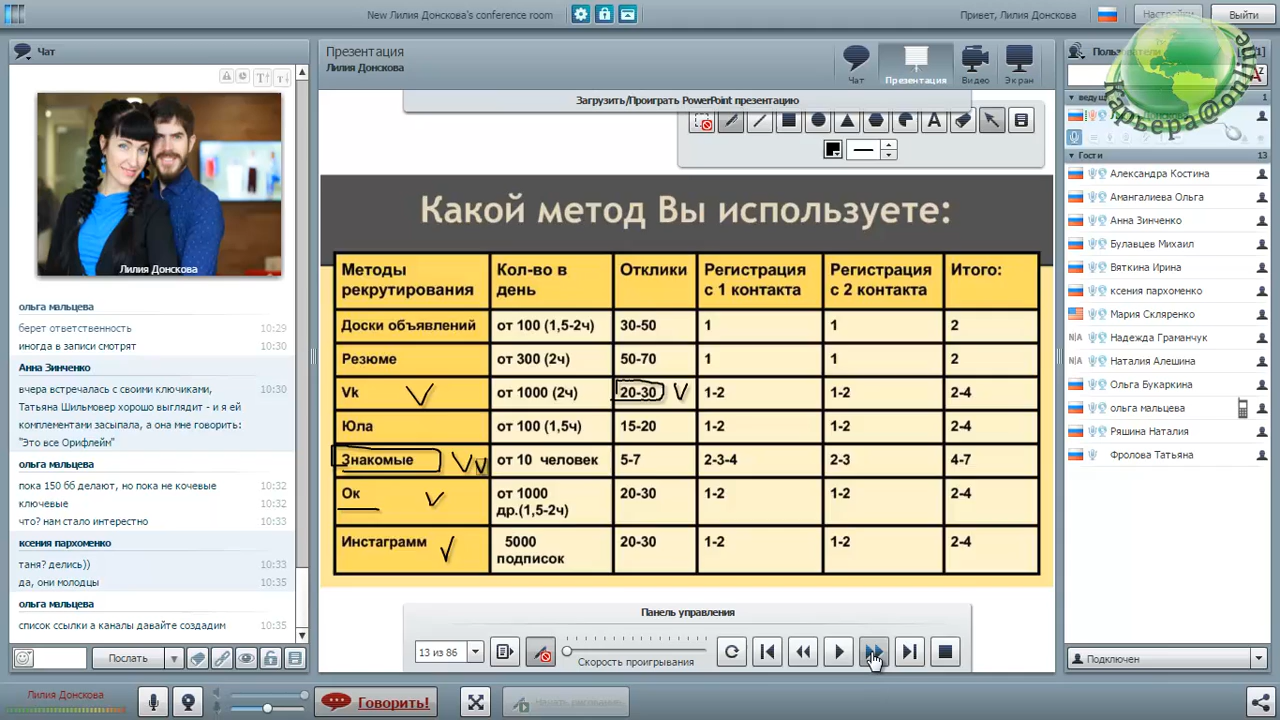 New Лилия Донскова's conference room
Привет, Лилия Донскова
Настройки
Выйти
Чат
Лилия Донскова
ольга мальцева
берет ответственность 10:29
иногда в записи смотрят 10:30
Анна Зинченко
вчера встречалась с своими ключиками, 10:30
Татьяна Шильмовер хорошо выглядит - и я ей
комплементами засыпала, а она мне говорить:
"Это все Орифлейм"
ольга мальцева
пока 150 бб делают, но пока не кочевые 10:32
ключевые
что? нам стало интересно 10:33
ксения пархоменко
таня? делись)) 10:33
да, они молодцы 10:35
ольга мальцева
список ссылки а каналы давайте создадим 10:35
Послать
Презентация
Лилия Донскова
Чат
Презентация
Видео
Экран
Загрузить/Проиграть PowerPoint презентацию
Какой метод Вы используете:
Методы рекрутирования Кол-во в день Отклики Регистрация с 1 контакта Регистрация с 2 контакта Итого:
Доски объявлений от 100 (1,5-2ч) 30-50 1 1 2
Резюме от 300 (2ч) 50-70 1 1 2
Vk от 1000 (2ч) 20-30 1-2 1-2 2-4
Юла от 100 (1,5ч) 15-20 1-2 1-2 2-4
Знакомые от 10 человек 5-7 2-3-4 2-3 4-7
Ок от 1000 др.(1,5-2ч) 20-30 1-2 1-2 2-4
Инстаграмм 5000 подписок 20-30 1-2 1-2 2-4
Панель управления
13 из 86
Скорость проигрывания
карьера@online
ведущ 1
Гости 13
Александра Костина
Амангалиева Ольга
Анна Зинченко
Булавцев Михаил
Вяткина Ирина
ксения пархоменко
Мария Скляренко
N|A Надежда Граманчук
N|A Наталия Алешина
Ольга Букаркина
ольга мальцева
Ряшина Наталия
Фролова Татьяна
Подключен
Лилия Донскова
Говорить!